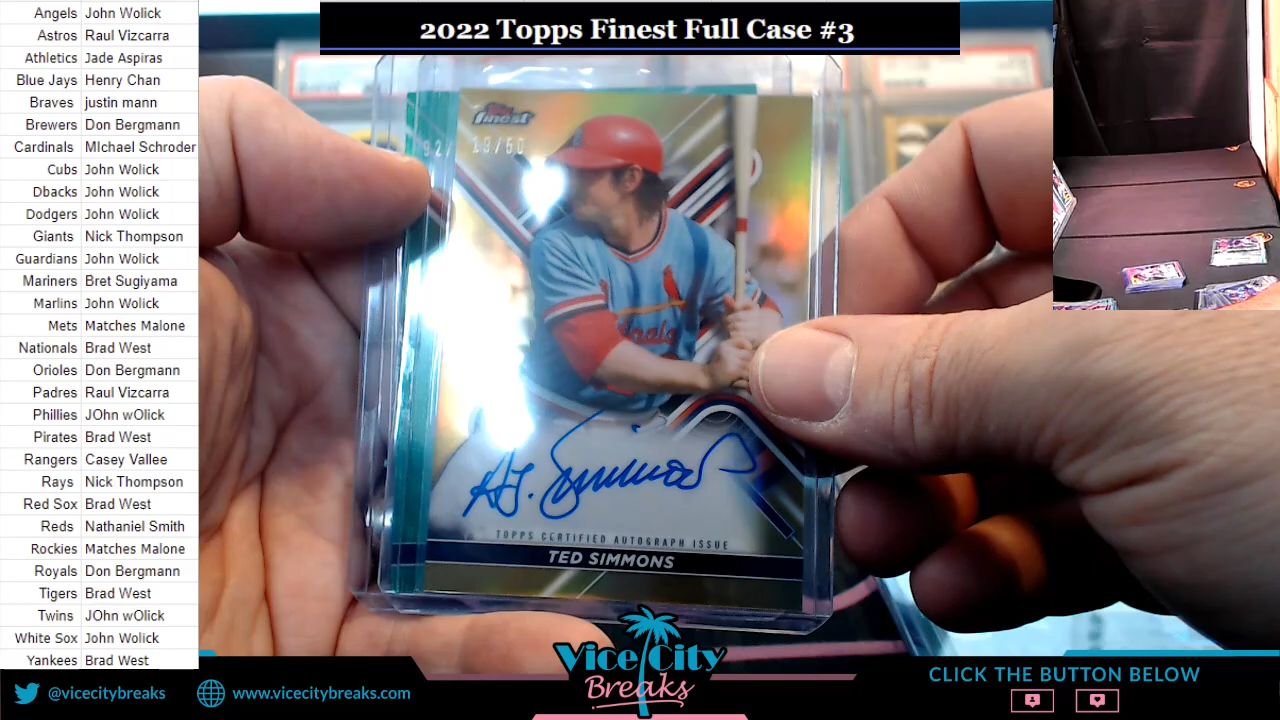 2022 Topps Finest Full Case #3
Angels John Wolick
Astros Raul Vizcarra
Athletics Jade Aspiras
Blue Jays Henry Chan
Braves justin mann
Brewers Don Bergmann
Cardinals MIchael Schroder
Cubs John Wolick
Dbacks John Wolick
Dodgers John Wolick
Giants Nick Thompson
Guardians John Wolick
Mariners Bret Sugiyama
Marlins John Wolick
Mets Matches Malone
Nationals Brad West
Orioles Don Bergmann
Padres Raul Vizcarra
Phillies JOhn wOlick
Pirates Brad West
Rangers Casey Vallee
Rays Nick Thompson
Red Sox Brad West
Reds Nathaniel Smith
Rockies Matches Malone
Royals Don Bergmann
Tigers Brad West
Twins JOhn wOlick
White Sox John Wolick
Yankees Brad West
finest
92/
TOPPS CERTIFIED AUTOGRAPH ISSUE
TED SIMMONS
Vice City
Breaks
@vicecitybreaks
www.vicecitybreaks.com
CLICK THE BUTTON BELOW